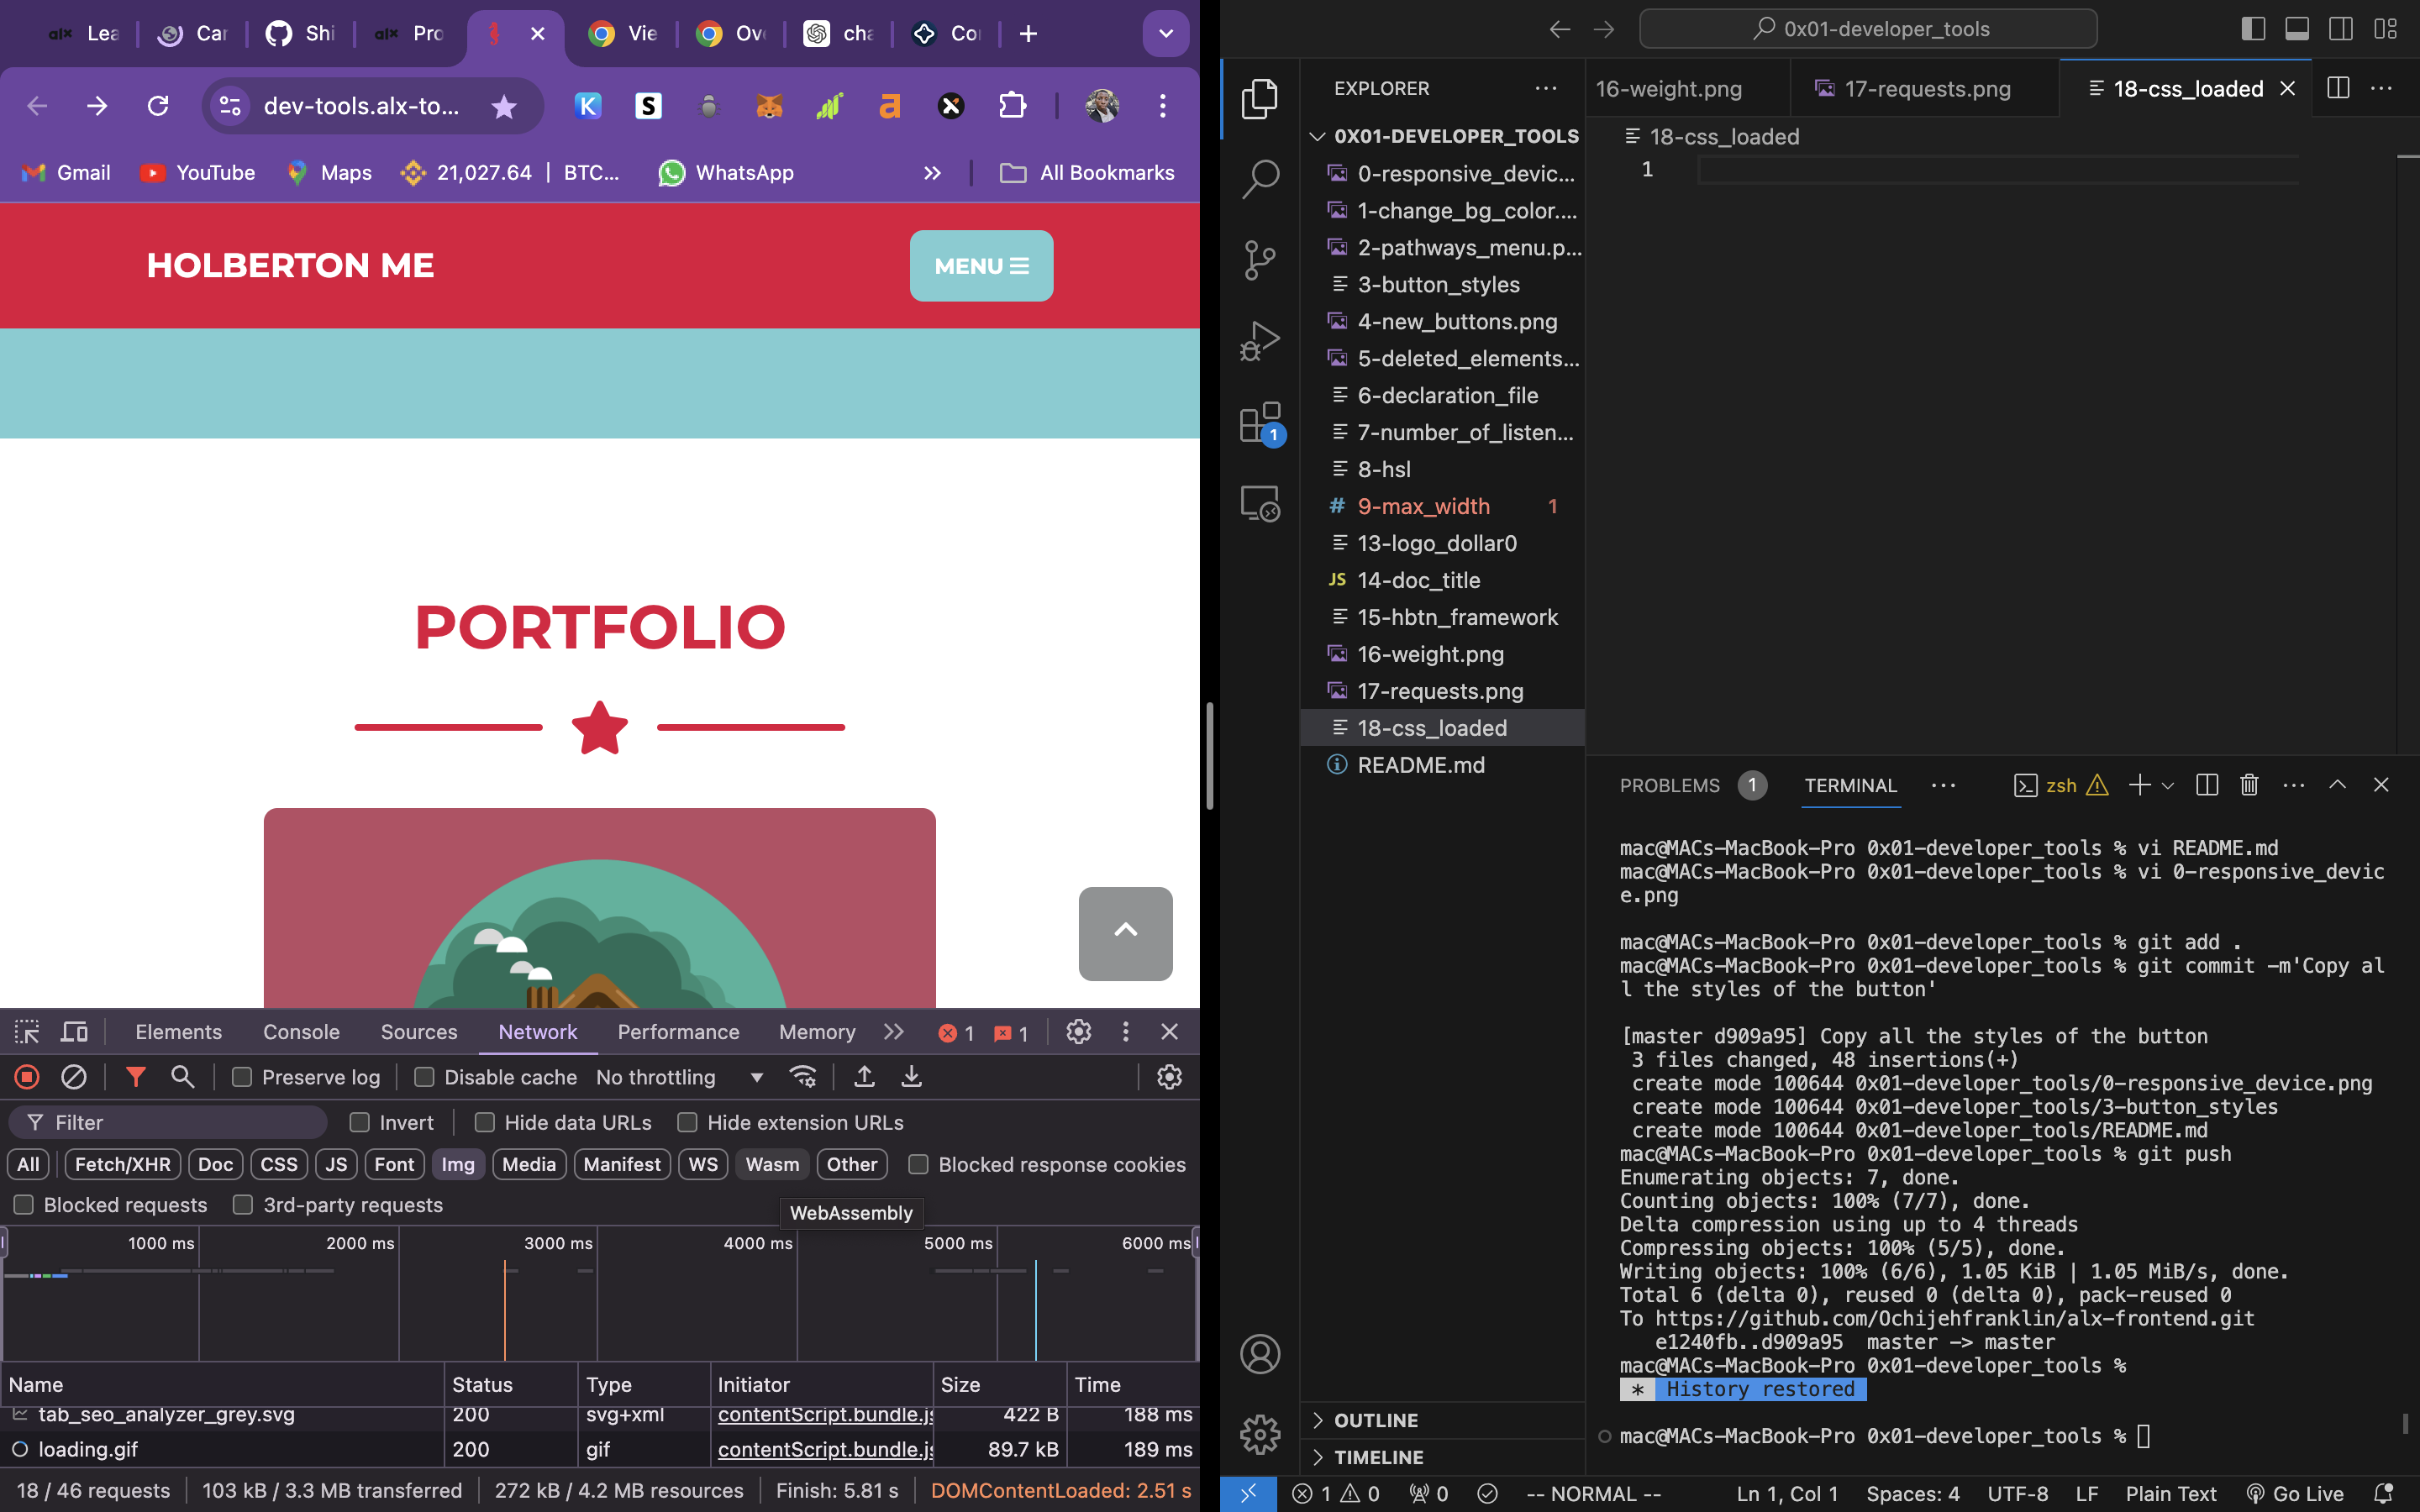 Lea
Car
Shi
Pro
Vie
Ov
cha
Co
dev-tools.alx-to...
Gmail
YouTube
Maps
21,027.64 | BTC...
WhatsApp
All Bookmarks
HOLBERTON ME
MENU
PORTFOLIO
Elements
Console
Sources
Network
Performance
Memory
1
1
Preserve log
Disable cache
No throttling
Filter
Invert
Hide data URLs
Hide extension URLs
All
Fetch/XHR
Doc
CSS
JS
Font
Img
Media
Manifest
WS
Wasm
Other
Blocked response cookies
Blocked requests
3rd-party requests
WebAssembly
1000 ms
2000 ms
3000 ms
4000 ms
5000 ms
6000 ms
Name Status Type Initiator Size Time
tab_seo_analyzer_grey.svg 200 svg+xml contentScript.bundle.js 422 B 188 ms
loading.gif 200 gif contentScript.bundle.js 89.7 kB 189 ms
18 / 46 requests
103 kB / 3.3 MB transferred
272 kB / 4.2 MB resources
Finish: 5.81 s
DOMContentLoaded: 2.51 s
0x01-developer_tools
EXPLORER
16-weight.png
17-requests.png
18-css_loaded
0X01-DEVELOPER_TOOLS
18-css_loaded
1
0-responsive_devic...
1-change_bg_color....
2-pathways_menu.p...
3-button_styles
4-new_buttons.png
5-deleted_elements...
6-declaration_file
7-number_of_listen...
8-hsl
9-max_width 1
13-logo_dollar0
JS 14-doc_title
15-hbtn_framework
16-weight.png
17-requests.png
18-css_loaded
README.md
1
OUTLINE
TIMELINE
PROBLEMS 1
TERMINAL
zsh
mac@MACs-MacBook-Pro 0x01-developer_tools % vi README.md
mac@MACs-MacBook-Pro 0x01-developer_tools % vi 0-responsive_devic
e.png
mac@MACs-MacBook-Pro 0x01-developer_tools % git add .
mac@MACs-MacBook-Pro 0x01-developer_tools % git commit -m'Copy al
l the styles of the button'
[master d909a95] Copy all the styles of the button
3 files changed, 48 insertions(+)
create mode 100644 0x01-developer_tools/0-responsive_device.png
create mode 100644 0x01-developer_tools/3-button_styles
create mode 100644 0x01-developer_tools/README.md
mac@MACs-MacBook-Pro 0x01-developer_tools % git push
Enumerating objects: 7, done.
Counting objects: 100% (7/7), done.
Delta compression using up to 4 threads
Compressing objects: 100% (5/5), done.
Writing objects: 100% (6/6), 1.05 KiB | 1.05 MiB/s, done.
Total 6 (delta 0), reused 0 (delta 0), pack-reused 0
To https://github.com/Ochijehfranklin/alx-frontend.git
e1240fb..d909a95  master -> master
mac@MACs-MacBook-Pro 0x01-developer_tools %
* History restored
mac@MACs-MacBook-Pro 0x01-developer_tools %
1 0
0
-- NORMAL --
Ln 1, Col 1
Spaces: 4
UTF-8
LF
Plain Text
Go Live